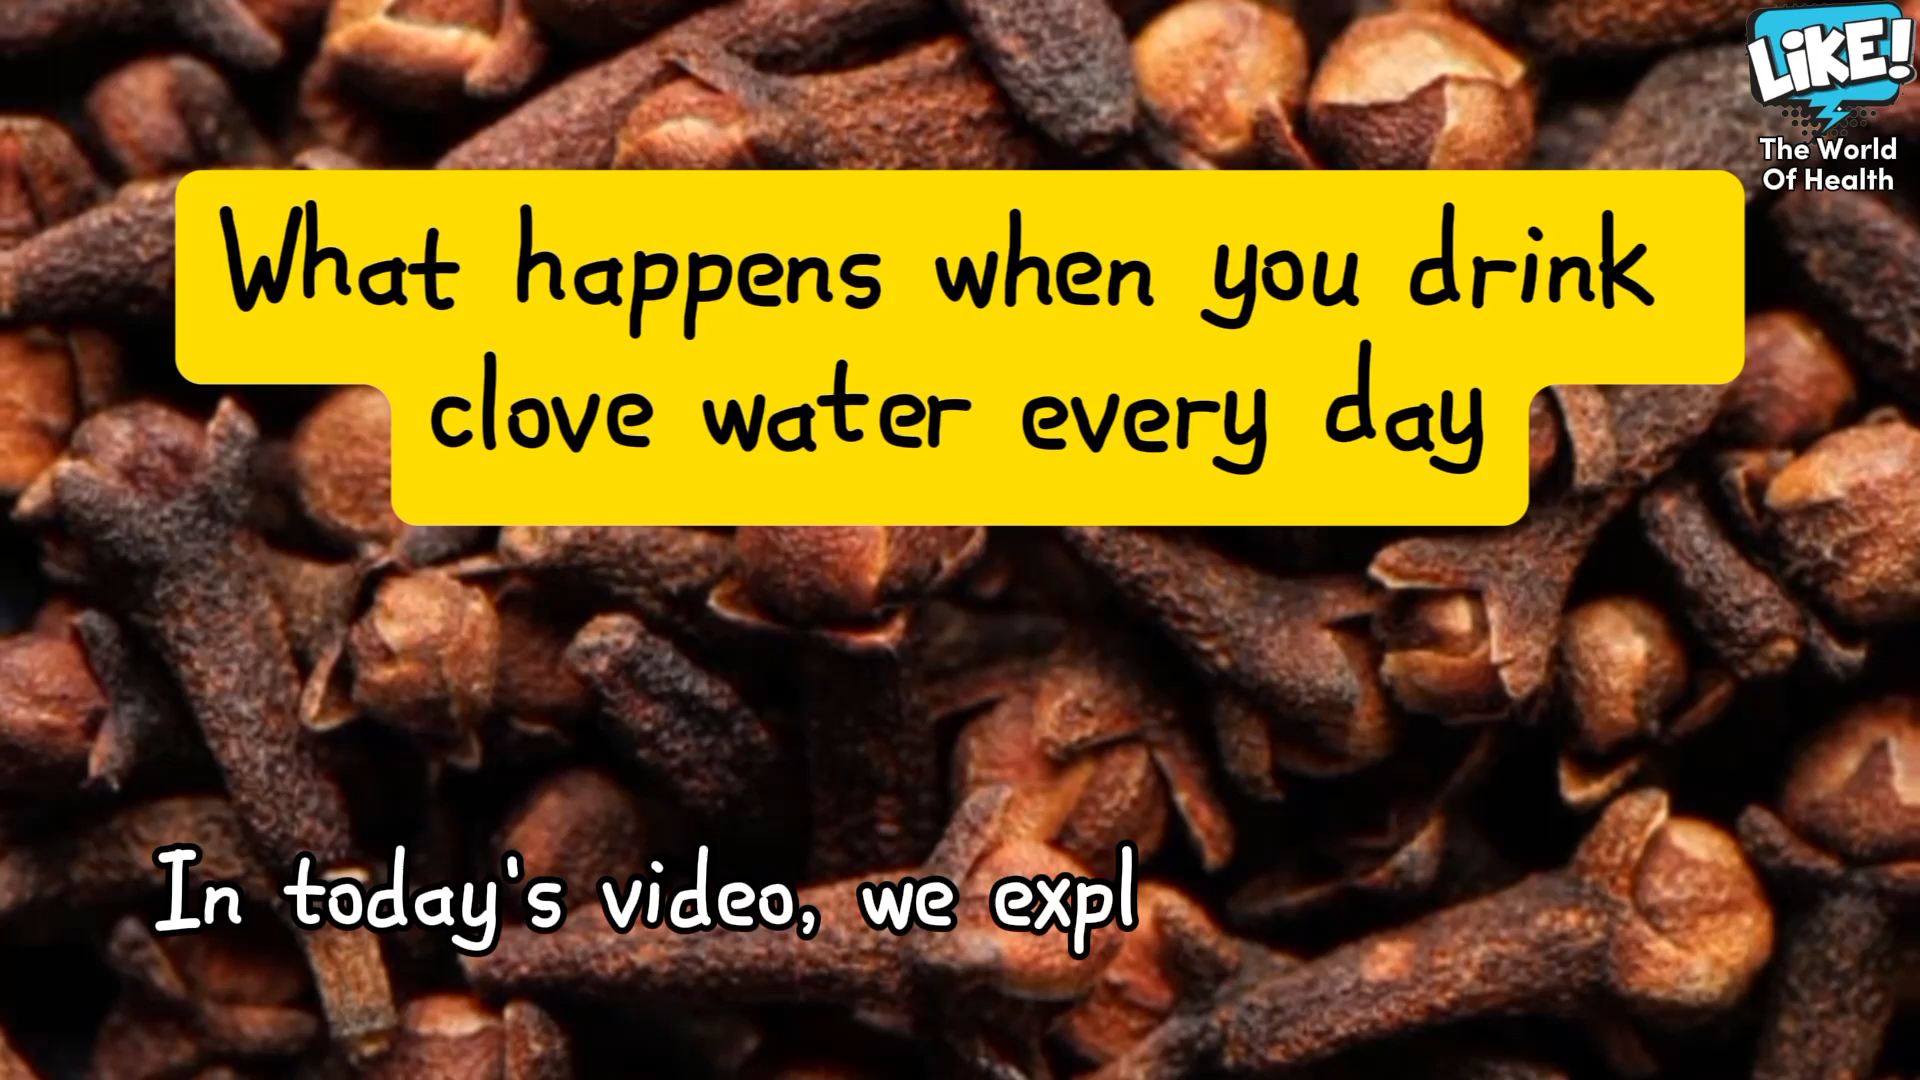 LiKE!
The World
Of Health
What happens when you drink
clove water every day
In today's video, we expl